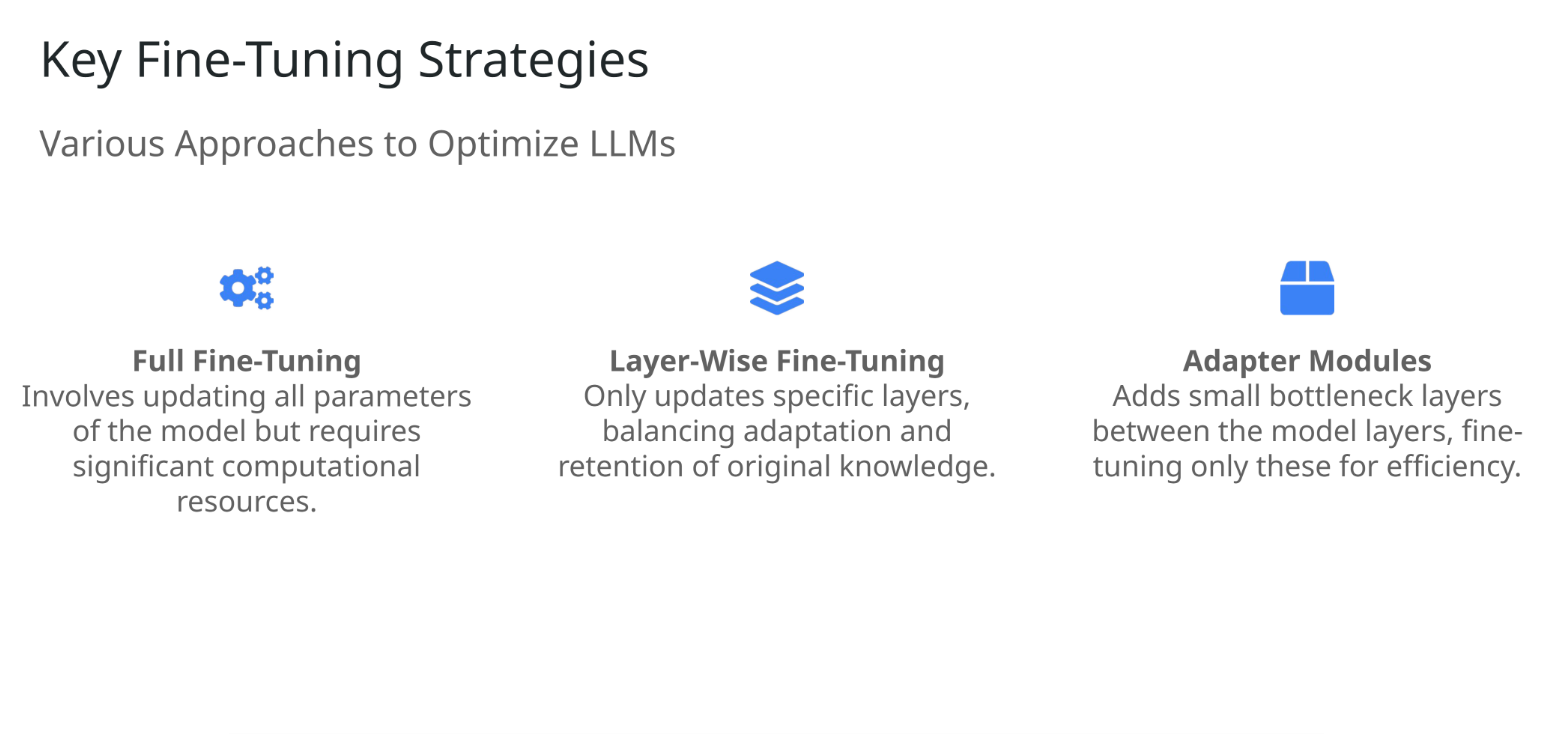 Key Fine-Tuning Strategies
Various Approaches to Optimize LLMs
Full Fine-Tuning
Involves updating all parameters
of the model but requires
significant computational
resources.
Layer-Wise Fine-Tuning
Only updates specific layers,
balancing adaptation and
retention of original knowledge.
Adapter Modules
Adds small bottleneck layers
between the model layers, fine-
tuning only these for efficiency.